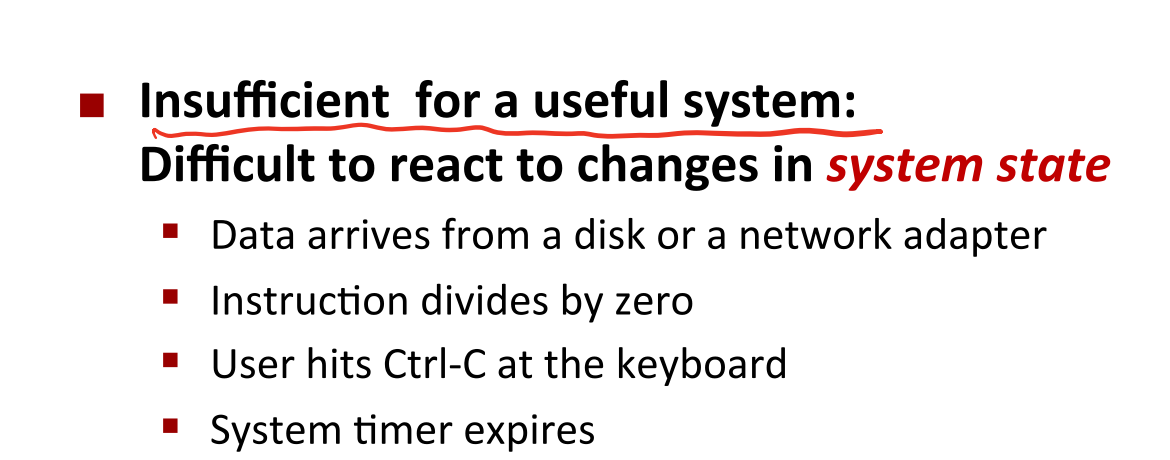 Insufficient for a useful system:
Difficult to react to changes in system state
Data arrives from a disk or a network adapter
Instruction divides by zero
User hits Ctrl-C at the keyboard
System timer expires